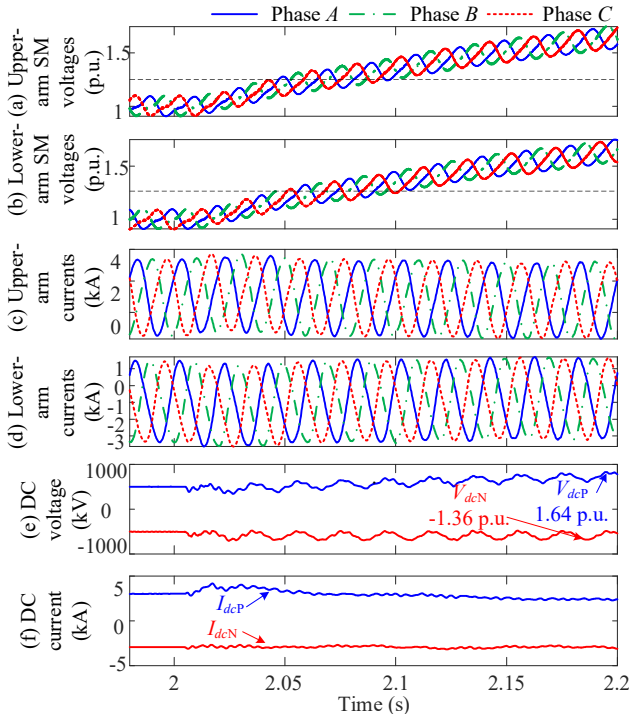 Phase A Phase B Phase C
(a) Upper-
arm SM
voltages
(p.u.)
1.5
1
(b) Lower-
arm SM
voltages
(p.u.)
1.5
1
(c) Upper-
arm
currents
(kA)
4
2
0
(d) Lower-
arm
currents
(kA)
1
0
-1
-2
-3
(e) DC
voltage
(kV)
1000
0
-1000
VdcN
-1.36 p.u.
VdcP
1.64 p.u.
(f) DC
current
(kA)
5
0
-5
IdcP
IdcN
2 2.05 2.1 2.15 2.2
Time (s)